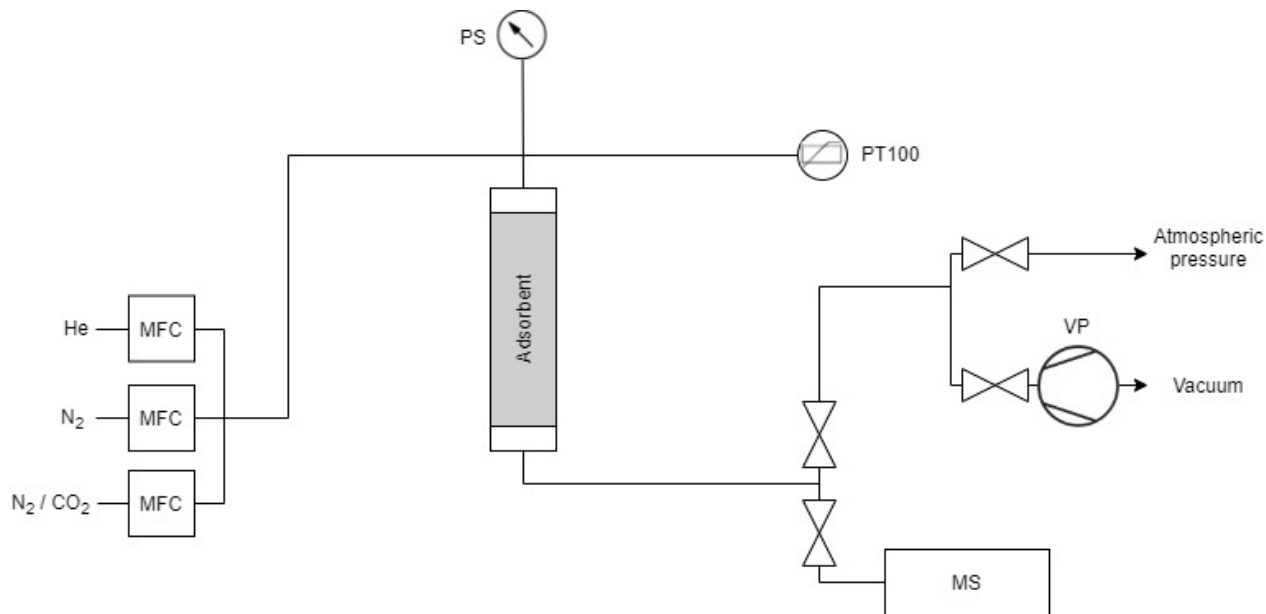 PS
PT100
Atmospheric
pressure
Adsorbent
He
MFC
VP
N₂
MFC
Vacuum
N₂ / CO₂
MFC
MS